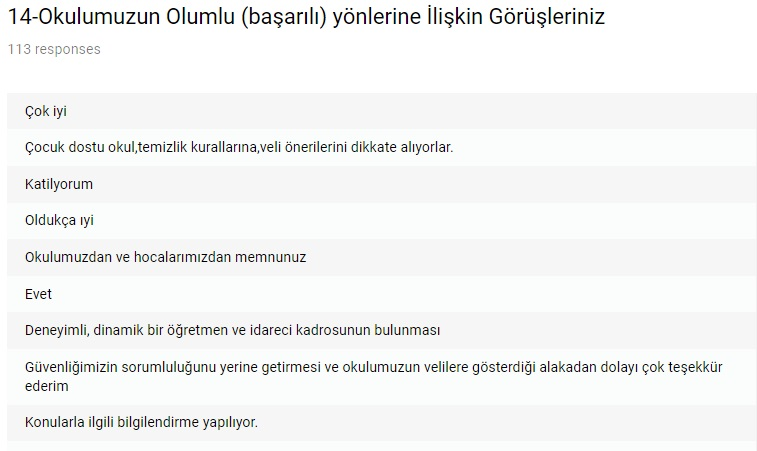 14-Okulumuzun Olumlu (başarılı) yönlerine İlişkin Görüşleriniz
113 responses
Çok iyi
Çocuk dostu okul,temizlik kurallarına,veli önerilerini dikkate alıyorlar.
Katilyorum
Oldukça ıyi
Okulumuzdan ve hocalarımızdan memnunuz
Evet
Deneyimli, dinamik bir öğretmen ve idareci kadrosunun bulunması
Güvenliğimizin sorumluluğunu yerine getirmesi ve okulumuzun velilere gösterdiği alakadan dolayı çok teşekkür
ederim
Konularla ilgili bilgilendirme yapılıyor.